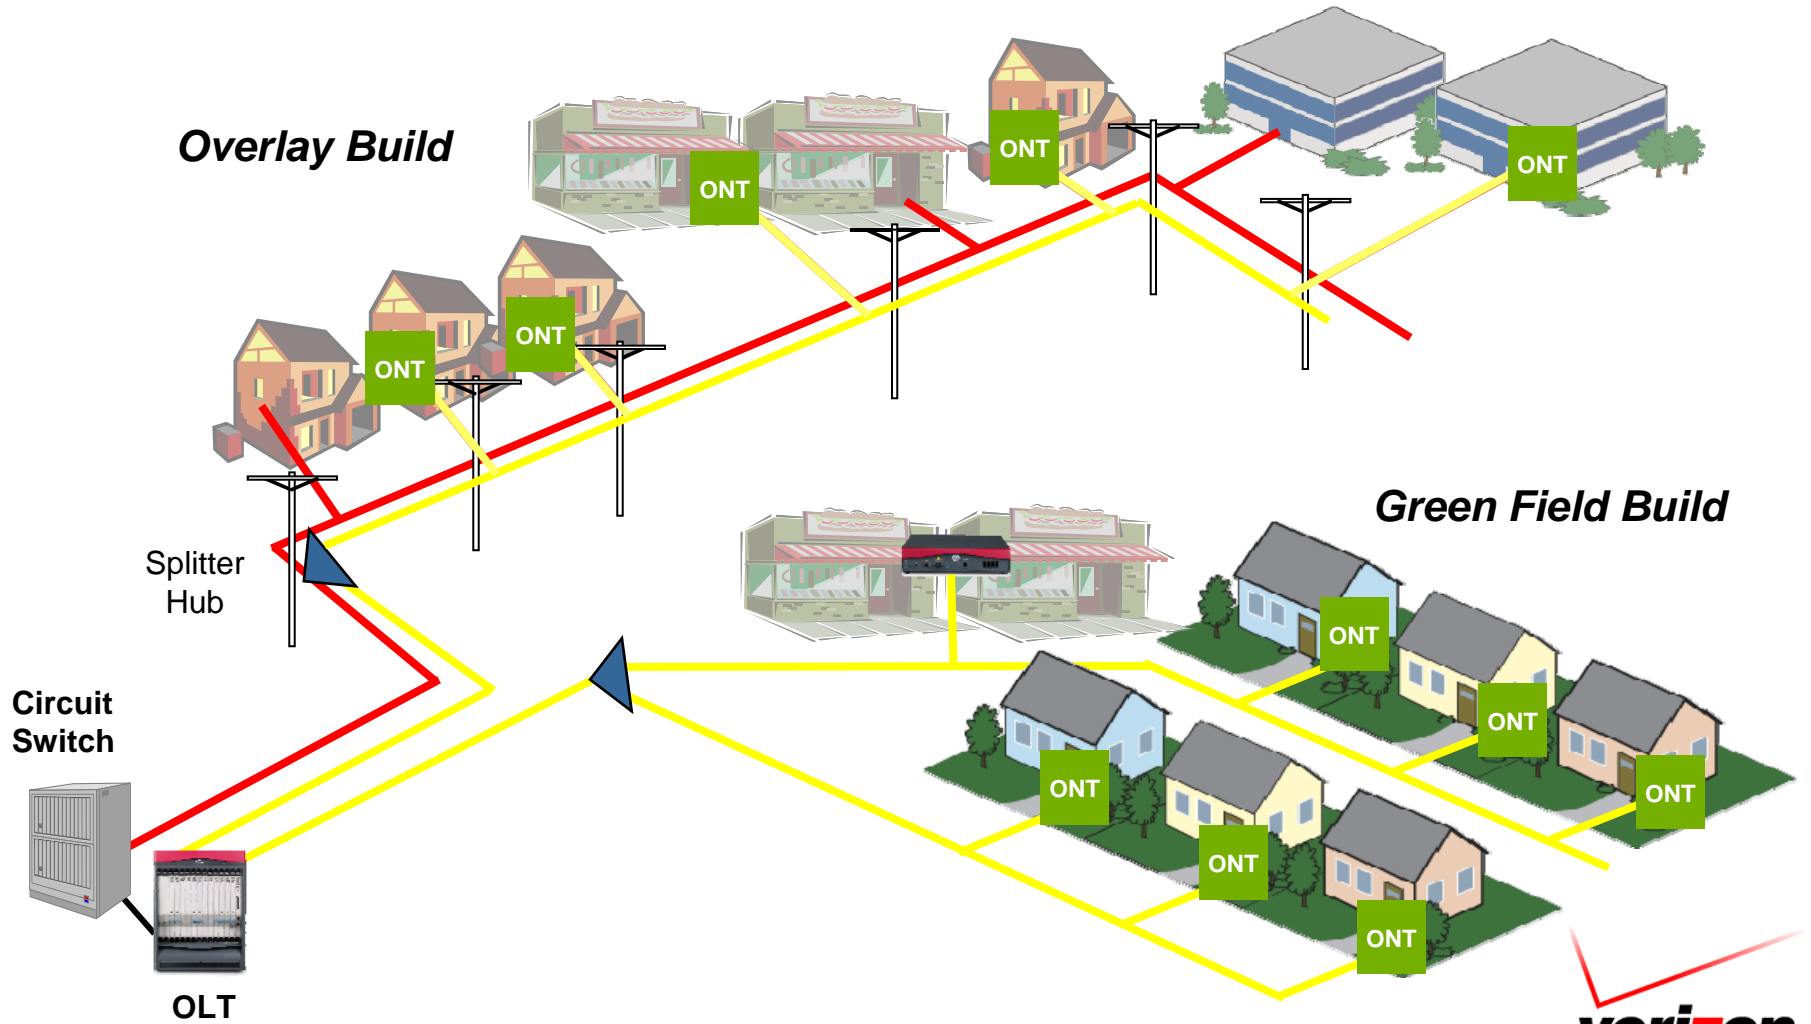 Overlay Build
ONT
ONT
ONT
ONT
ONT
Green Field Build
Splitter
Hub
ONT
ONT
ONT
ONT
ONT
ONT
Circuit
Switch
OLT
verizon